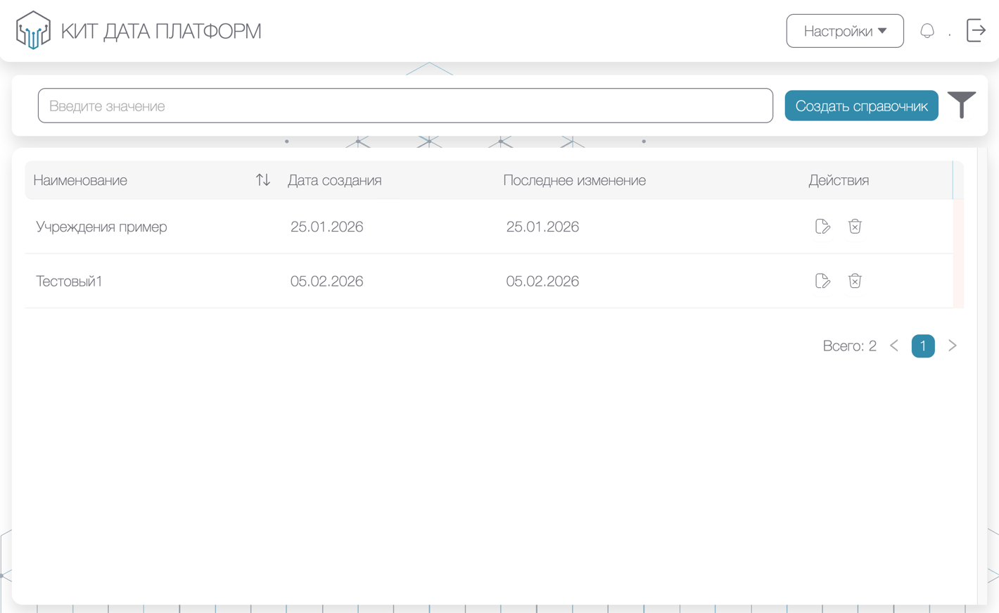 КИТ ДАТА ПЛАТФОРМ
Настройки
.
Введите значение
Создать справочник
Наименование Дата создания Последнее изменение Действия
Учреждения пример 25.01.2026 25.01.2026
Тестовый1 05.02.2026 05.02.2026
Всего: 2 1